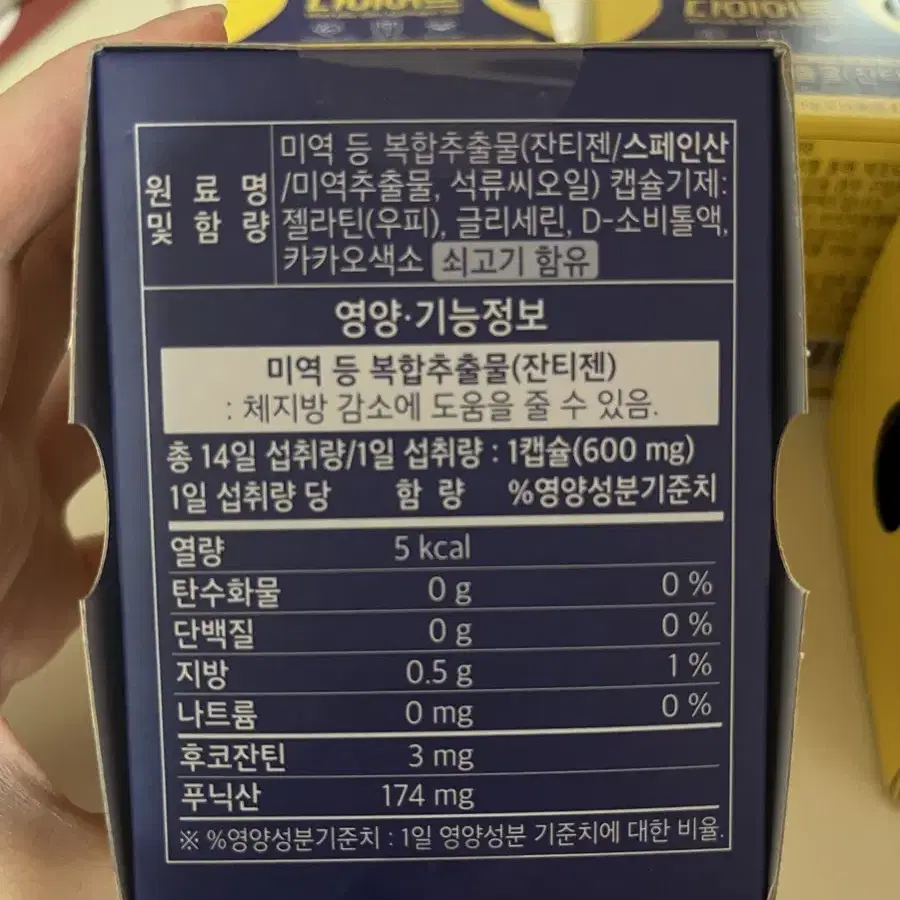 다이어트
다이어트
원 료 명
및 함 량
미역 등 복합추출물(잔티젠/스페인산
/미역추출물, 석류씨오일) 캡슐기제:
젤라틴(우피), 글리세린, D-소비톨액,
카카오색소 쇠고기 함유
영양·기능정보
미역 등 복합추출물(잔티젠)
: 체지방 감소에 도움을 줄 수 있음.
총 14일 섭취량/1일 섭취량 : 1캡슐(600 mg)
1일 섭취량 당 함 량 %영양성분기준치
열량 5 kcal
탄수화물 0 g 0 %
단백질 0 g 0 %
지방 0.5 g 1 %
나트륨 0 mg 0 %
후코잔틴 3 mg
푸닉산 174 mg
※ %영양성분기준치 : 1일 영양성분 기준치에 대한 비율.